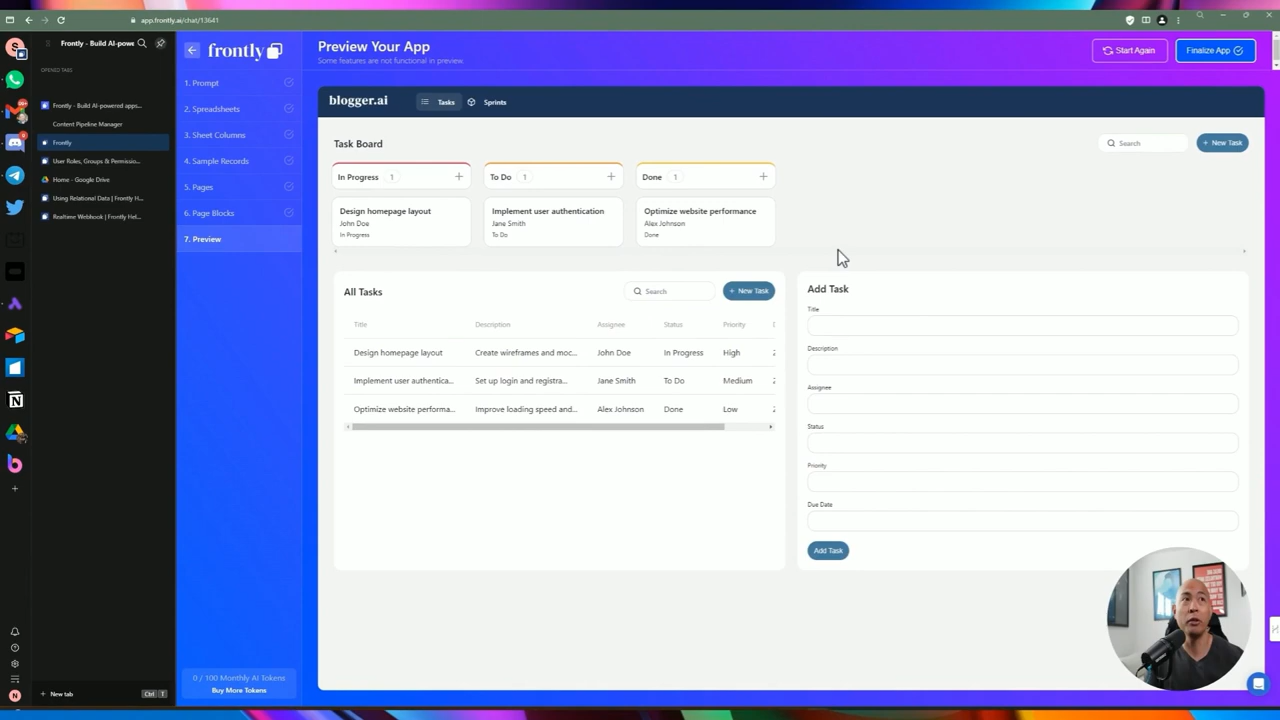 app.frontly.ai/chat/13641
Frontly - Build AI-powe
OPENED TABS
Frontly - Build AI-powered apps...
Content Pipeline Manager
Frontly
User Roles, Groups & Permissio...
Home - Google Drive
Using Relational Data | Frontly H...
Realtime Webhook | Frontly Hel...
New tab
Ctrl
T
frontly
1. Prompt
2. Spreadsheets
3. Sheet Columns
4. Sample Records
5. Pages
6. Page Blocks
7. Preview
0 / 100 Monthly AI Tokens
Buy More Tokens
Preview Your App
Some features are not functional in preview.
Start Again
Finalize App
blogger.ai
Tasks
Sprints
Task Board
Search
+ New Task
In Progress 1 +
To Do 1 +
Done 1 +
Design homepage layout
John Doe
In Progress
Implement user authentication
Jane Smith
To Do
Optimize website performance
Alex Johnson
Done
All Tasks
Search
+ New Task
Title Description Assignee Status Priority
Design homepage layout Create wireframes and moc... John Doe In Progress High
Implement user authentica... Set up login and registra... Jane Smith To Do Medium
Optimize website performa... Improve loading speed and... Alex Johnson Done Low
Add Task
Title
Description
Assignee
Status
Priority
Due Date
Add Task